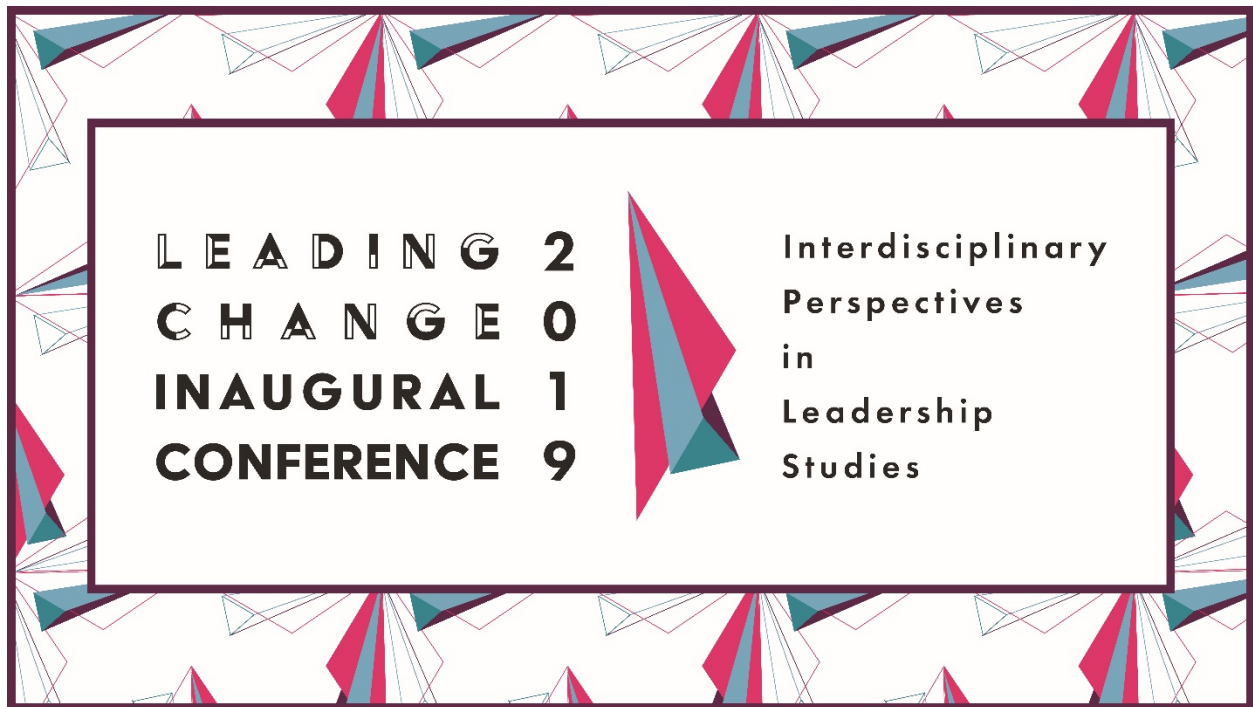 LEADING 2
CHANGE 0
INAUGURAL 1
CONFERENCE 9
Interdisciplinary
Perspectives
in
Leadership
Studies